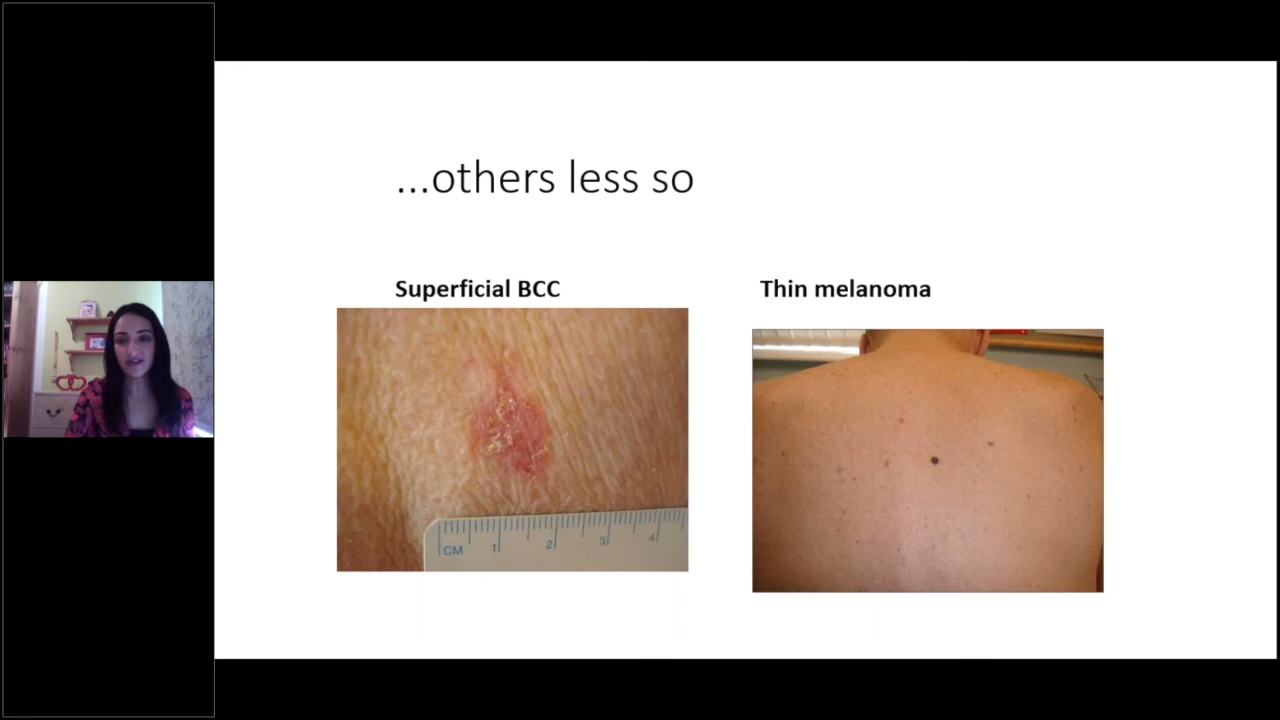 ...others less so
Superficial BCC
Thin melanoma
CM 1 2 3 4